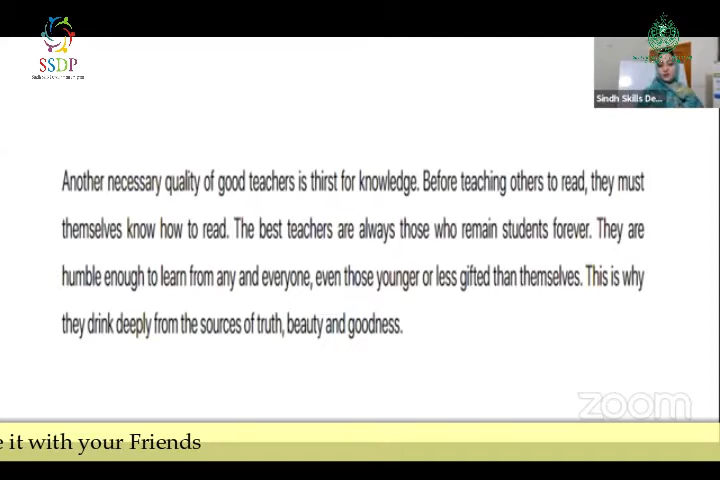 SSDP
Sindh Skills De...
Another necessary quality of good teachers is thirst for knowledge. Before teaching others to read, they must
themselves know how to read. The best teachers are always those who remain students forever. They are
humble enough to learn from any and everyone, even those younger or less gifted than themselves. This is why
they drink deeply from the sources of truth, beauty and goodness.
zoom
e it with your Friends